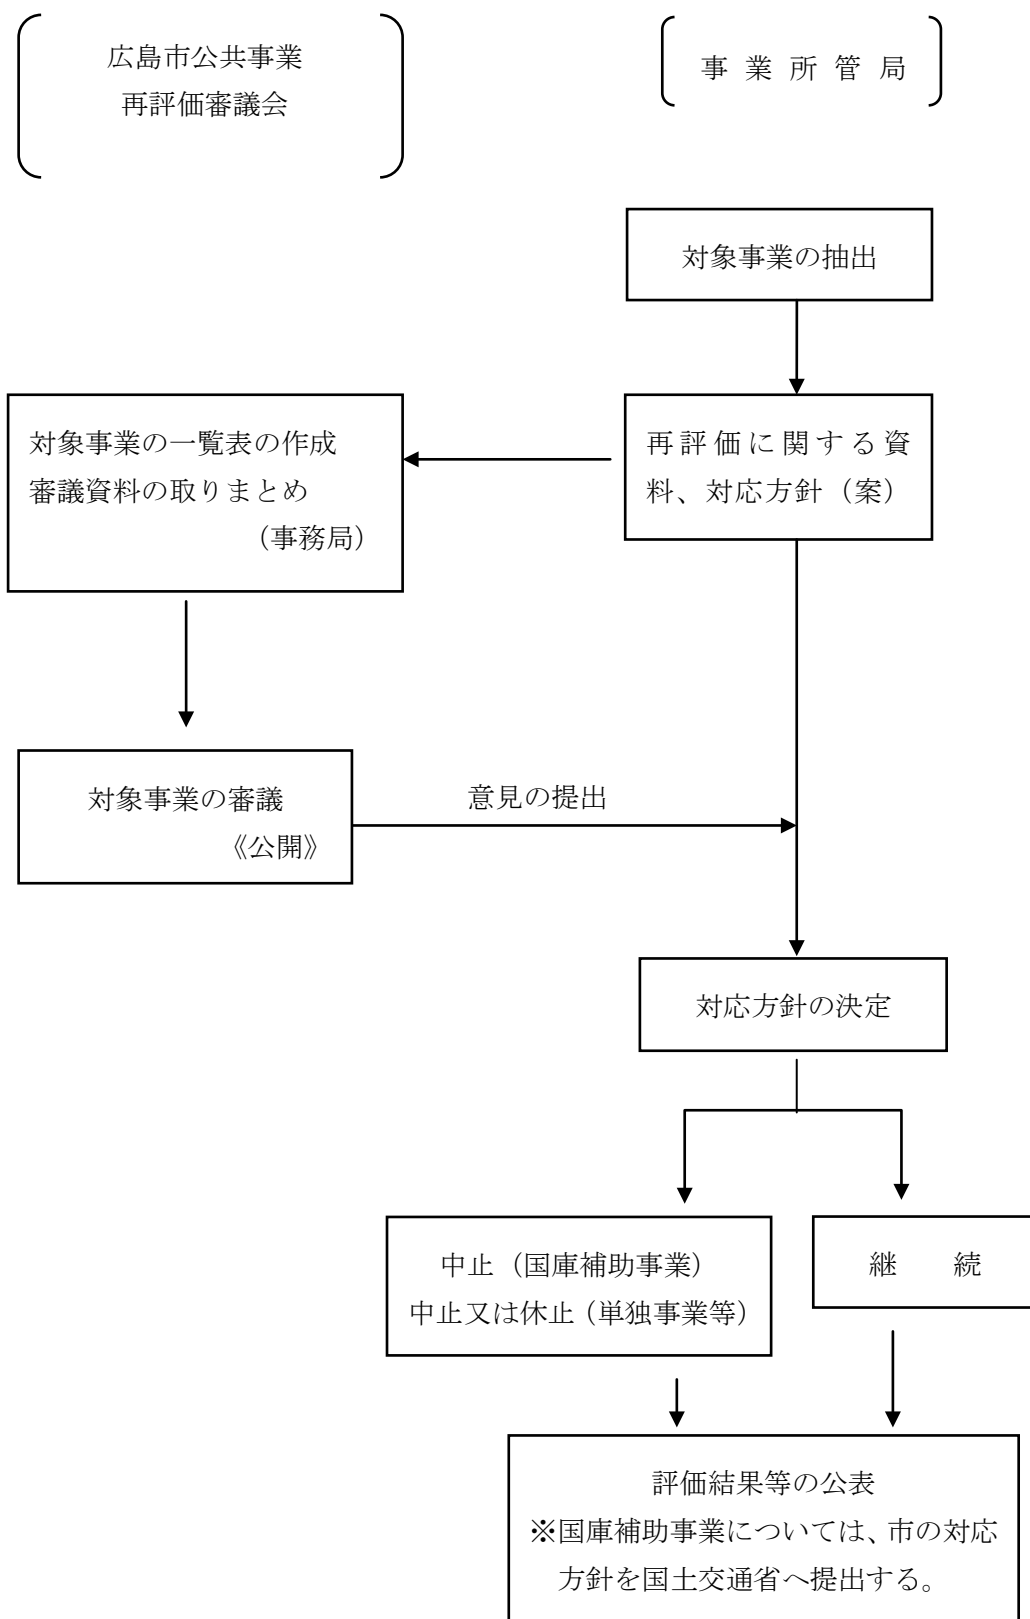 広島市公共事業
再評価審議会
事業所管局
対象事業の抽出
対象事業の一覧表の作成
審議資料の取りまとめ
（事務局）
再評価に関する資
料、対応方針（案）
対象事業の審議
《公開》
意見の提出
対応方針の決定
中止（国庫補助事業）
中止又は休止（単独事業等）
継　続
評価結果等の公表
※国庫補助事業については、市の対応
方針を国土交通省へ提出する。